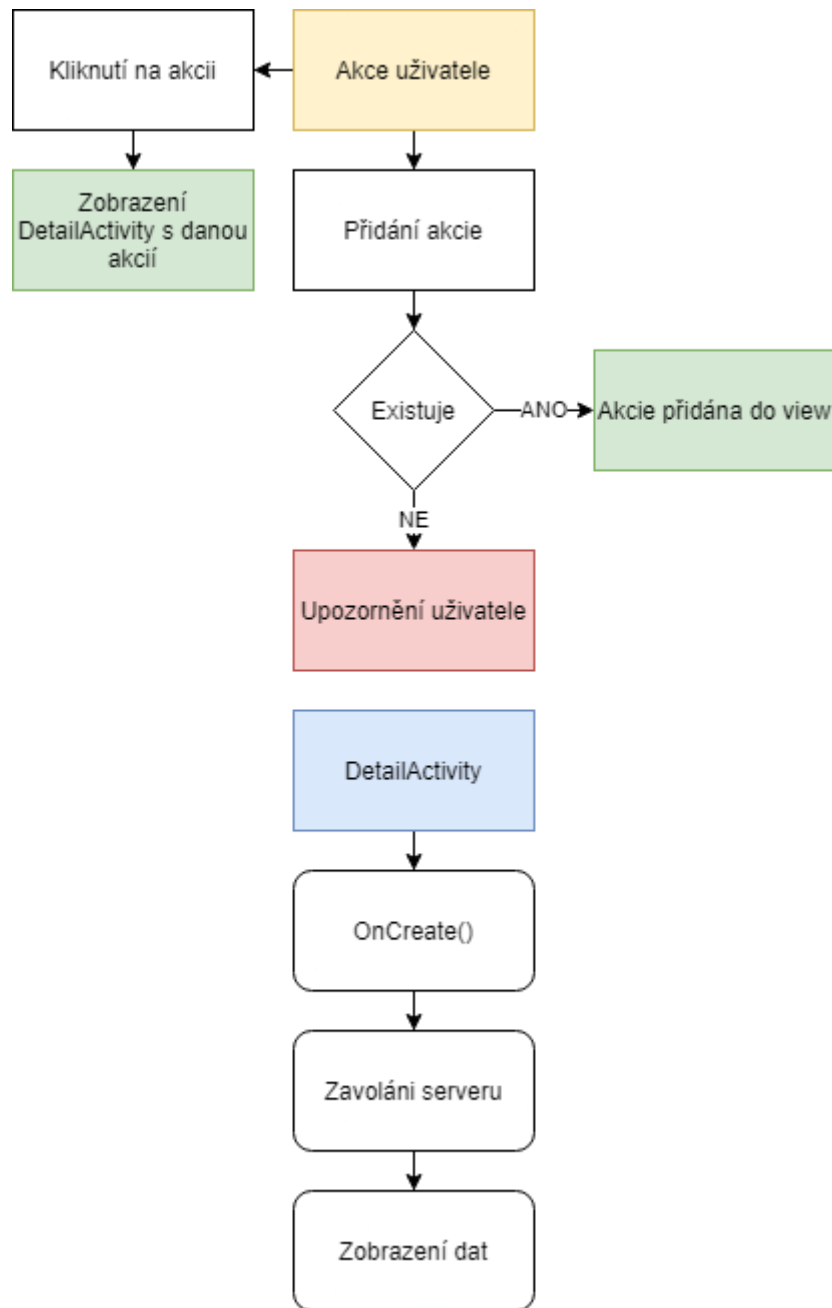 Kliknutí na akcii
Akce uživatele
Zobrazení
DetailActivity s danou
akcií
Přidání akcie
Existuje
ANO
Akcie přidána do view
NE
Upozornění uživatele
DetailActivity
OnCreate()
Zavoláni serveru
Zobrazení dat